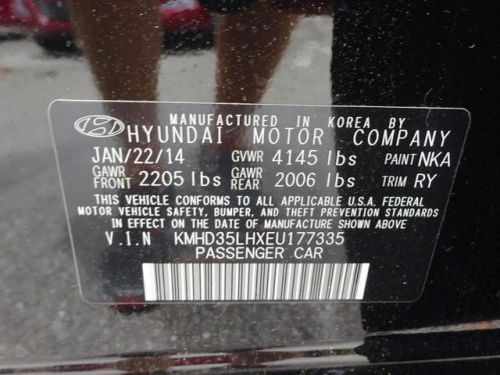 MANUFACTURED IN KOREA BY
HYUNDAI MOTOR COMPANY
JAN/22/14 GVWR 4145 lbs PAINT NKA
GAWR FRONT 2205 lbs GAWR REAR 2006 lbs TRIM RY
THIS VEHICLE CONFORMS TO ALL APPLICABLE U.S.A. FEDERAL
MOTOR VEHICLE SAFETY, BUMPER, AND THEFT PREVENTION STANDARDS
IN EFFECT ON THE DATE OF MANUFACTURE SHOWN ABOVE
V.I.N KMHD35LHXEU177335
PASSENGER CAR